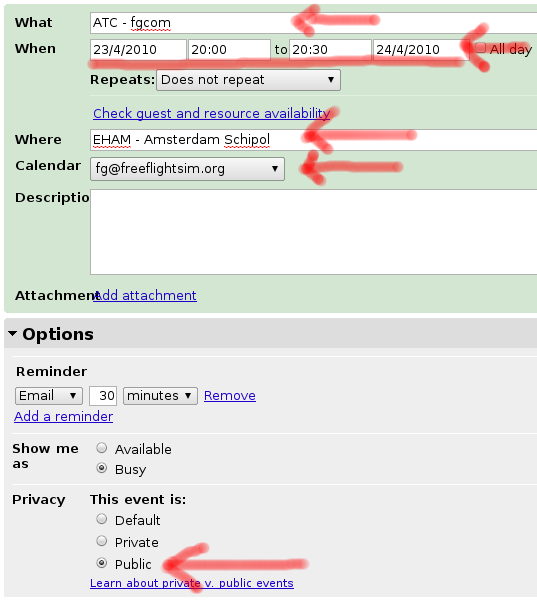 What ATC - fgcom
When 23/4/2010 20:00 to 20:30 24/4/2010 All day
Repeats: Does not repeat
Check guest and resource availability
Where EHAM - Amsterdam Schipol
Calendar fg@freeflightsim.org
Descriptio
Attachment Add attachment
Options
Reminder
Email 30 minutes Remove
Add a reminder
Show me as Available
Busy
Privacy This event is:
Default
Private
Public
Learn about private v. public events